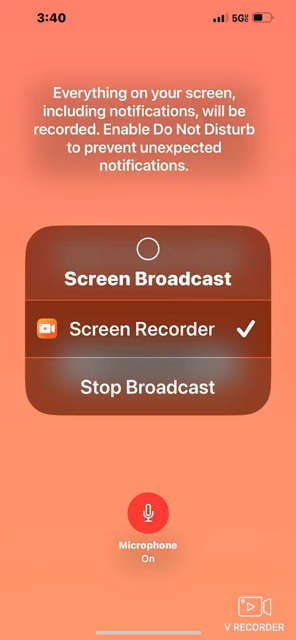 3:40
5G
Everything on your screen,
including notifications, will be
recorded. Enable Do Not Disturb
to prevent unexpected
notifications.
Screen Broadcast
Screen Recorder
Stop Broadcast
Microphone
On
V RECORDER